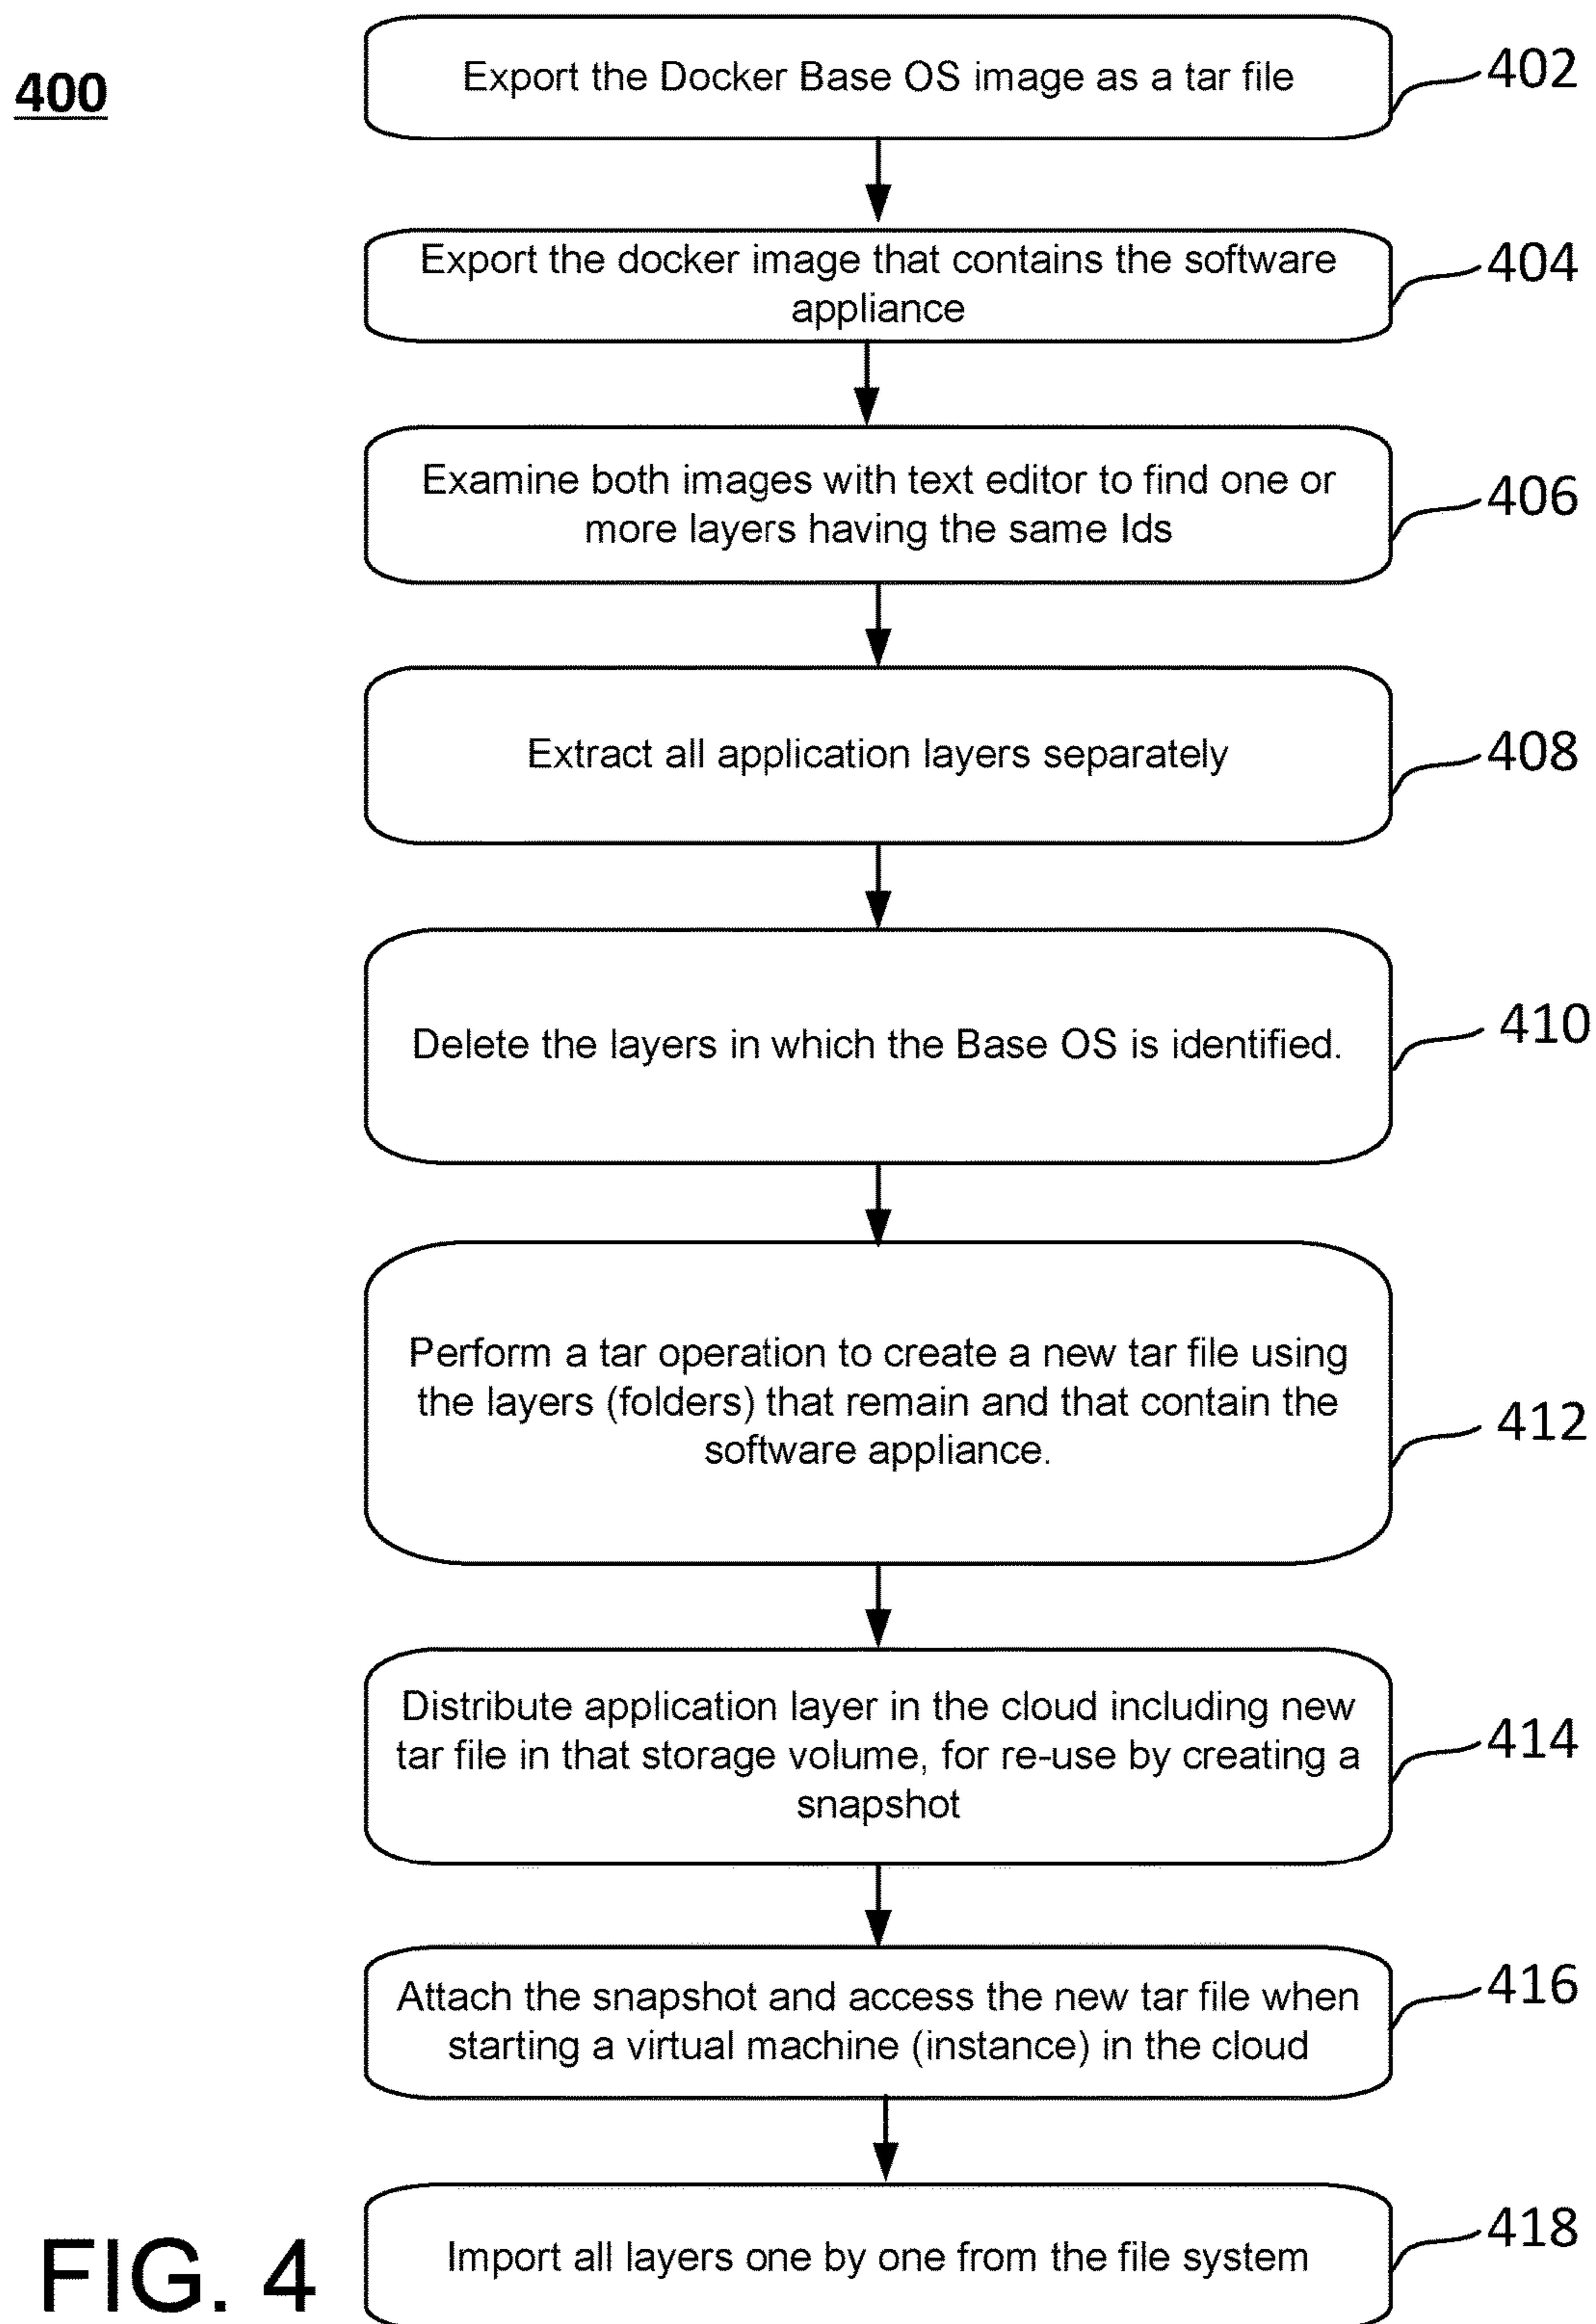 400
Export the Docker Base OS image as a tar file
402
Export the docker image that contains the software
appliance
404
Examine both images with text editor to find one or
more layers having the same Ids
406
Extract all application layers separately
408
Delete the layers in which the Base OS is identified.
410
Perform a tar operation to create a new tar file using
the layers (folders) that remain and that contain the
software appliance.
412
Distribute application layer in the cloud including new
tar file in that storage volume, for re-use by creating a
snapshot
414
Attach the snapshot and access the new tar file when
starting a virtual machine (instance) in the cloud
416
Import all layers one by one from the file system
418
FIG. 4